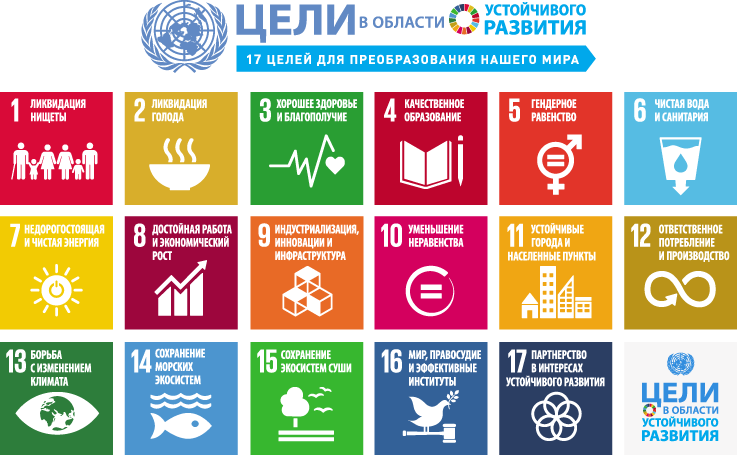 ЦЕЛИ В ОБЛАСТИ УСТОЙЧИВОГО
РАЗВИТИЯ
17 ЦЕЛЕЙ ДЛЯ ПРЕОБРАЗОВАНИЯ НАШЕГО МИРА
1 ЛИКВИДАЦИЯ
НИЩЕТЫ
2 ЛИКВИДАЦИЯ
ГОЛОДА
3 ХОРОШЕЕ ЗДОРОВЬЕ
И БЛАГОПОЛУЧИЕ
4 КАЧЕСТВЕННОЕ
ОБРАЗОВАНИЕ
5 ГЕНДЕРНОЕ
РАВЕНСТВО
6 ЧИСТАЯ ВОДА
И САНИТАРИЯ
7 НЕДОРОГОСТОЯЩАЯ
И ЧИСТАЯ ЭНЕРГИЯ
8 ДОСТОЙНАЯ РАБОТА
И ЭКОНОМИЧЕСКИЙ
РОСТ
9 ИНДУСТРИАЛИЗАЦИЯ,
ИННОВАЦИИ И
ИНФРАСТРУКТУРА
10 УМЕНЬШЕНИЕ
НЕРАВЕНСТВА
11 УСТОЙЧИВЫЕ
ГОРОДА И
НАСЕЛЕННЫЕ ПУНКТЫ
12 ОТВЕТСТВЕННОЕ
ПОТРЕБЛЕНИЕ
И ПРОИЗВОДСТВО
13 БОРЬБА
С ИЗМЕНЕНИЕМ
КЛИМАТА
14 СОХРАНЕНИЕ
МОРСКИХ
ЭКОСИСТЕМ
15 СОХРАНЕНИЕ
ЭКОСИСТЕМ СУШИ
16 МИР, ПРАВОСУДИЕ
И ЭФФЕКТИВНЫЕ
ИНСТИТУТЫ
17 ПАРТНЕРСТВО
В ИНТЕРЕСАХ
УСТОЙЧИВОГО РАЗВИТИЯ
ЦЕЛИ
В ОБЛАСТИ
УСТОЙЧИВОГО
РАЗВИТИЯ